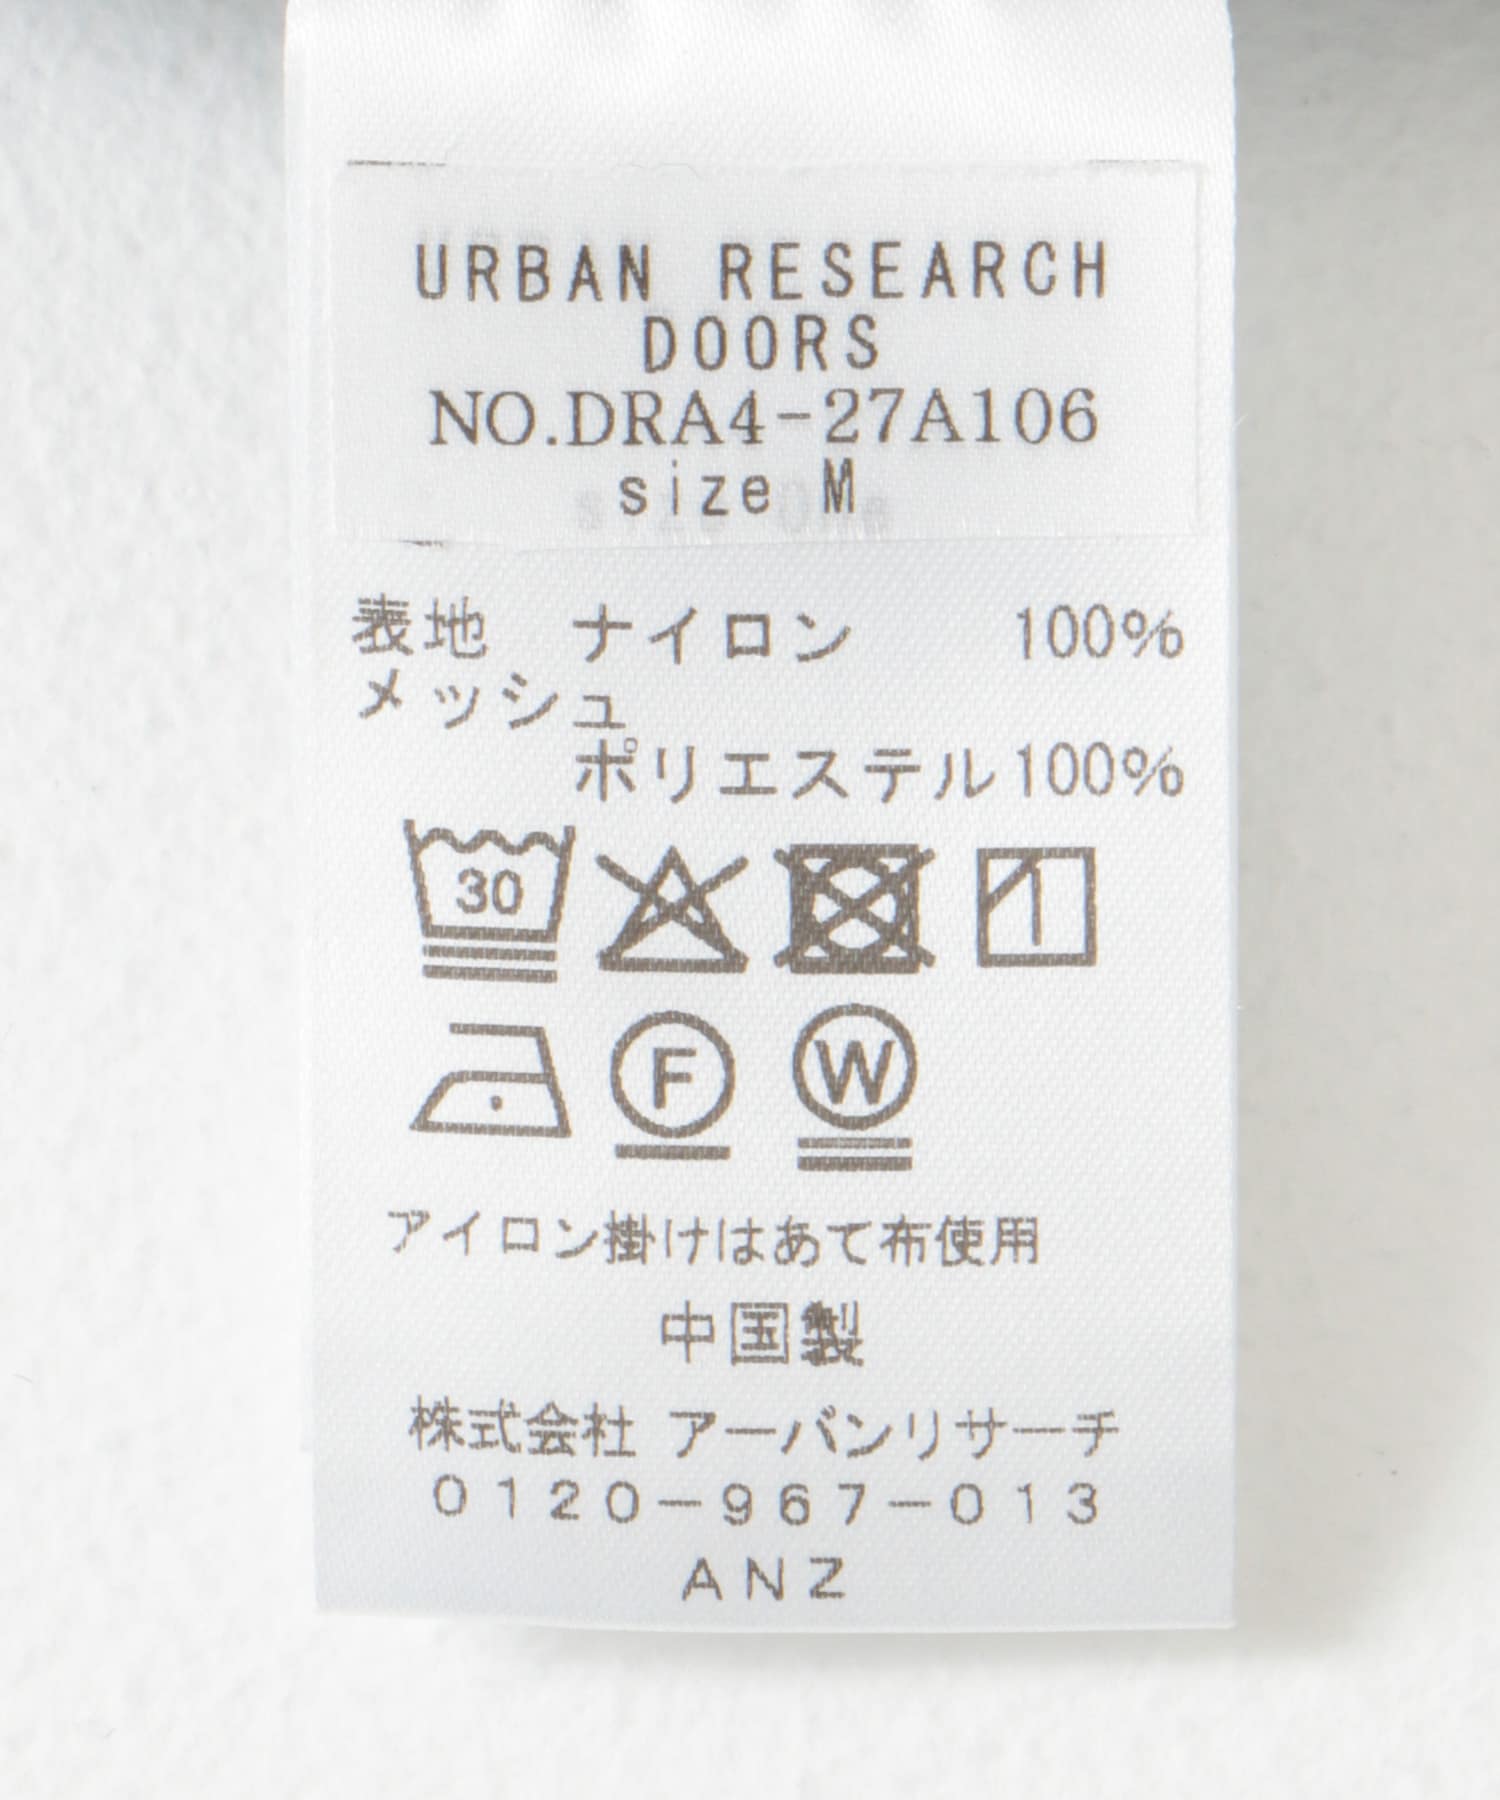 URBAN RESEARCH
DOORS
NO.DRA4-27A106
size M
表地 ナイロン 100%
メッシュ
ポリエステル100%
30
F
W
アイロン掛けはあて布使用
中国製
株式会社 アーバンリサーチ
0120-967-013
ANZ